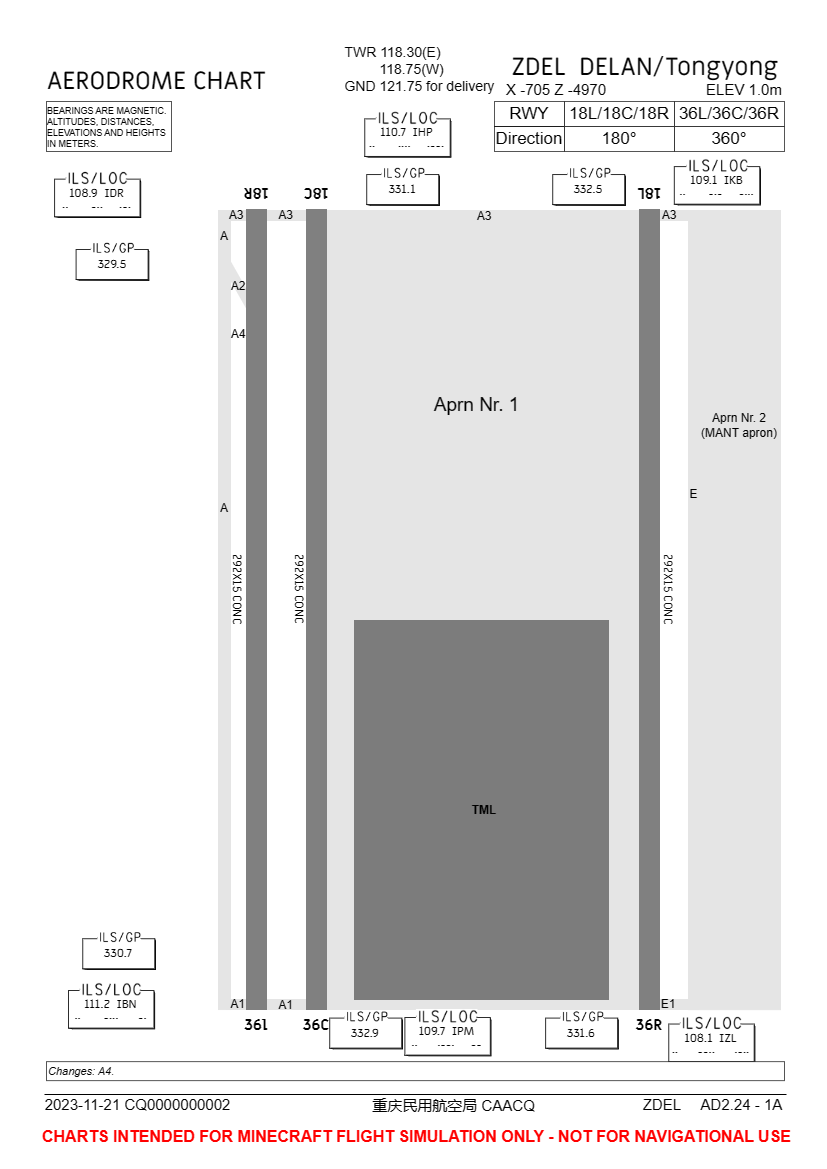 TWR 118.30(E)
118.75(W)
GND 121.75 for delivery
AERODROME CHART
ZDEL DELAN/Tongyong
X -705 Z -4970
ELEV 1.0m
BEARINGS ARE MAGNETIC.
ALTITUDES, DISTANCES,
ELEVATIONS AND HEIGHTS
IN METERS.
RWY 18L/18C/18R 36L/36C/36R
Direction 180° 360°
ILS/LOC
110.7 IHP
ILS/LOC
109.1 IKB
ILS/LOC
108.9 IDR
ILS/GP
331.1
ILS/GP
332.5
ILS/GP
329.5
18R
18C
18L
A3
A3
A3
A3
A
A2
A4
Aprn Nr. 1
Aprn Nr. 2
(MANT apron)
E
A
292X15 CONC
292X15 CONC
292X15 CONC
TML
ILS/GP
330.7
ILS/LOC
111.2 IBN
A1
A1
E1
36l
36C
36R
ILS/GP
332.9
ILS/LOC
109.7 IPM
ILS/GP
331.6
ILS/LOC
108.1 IZL
Changes: A4.
2023-11-21 CQ0000000002
重庆民用航空局 CAACQ
ZDEL AD2.24 - 1A
CHARTS INTENDED FOR MINECRAFT FLIGHT SIMULATION ONLY - NOT FOR NAVIGATIONAL USE